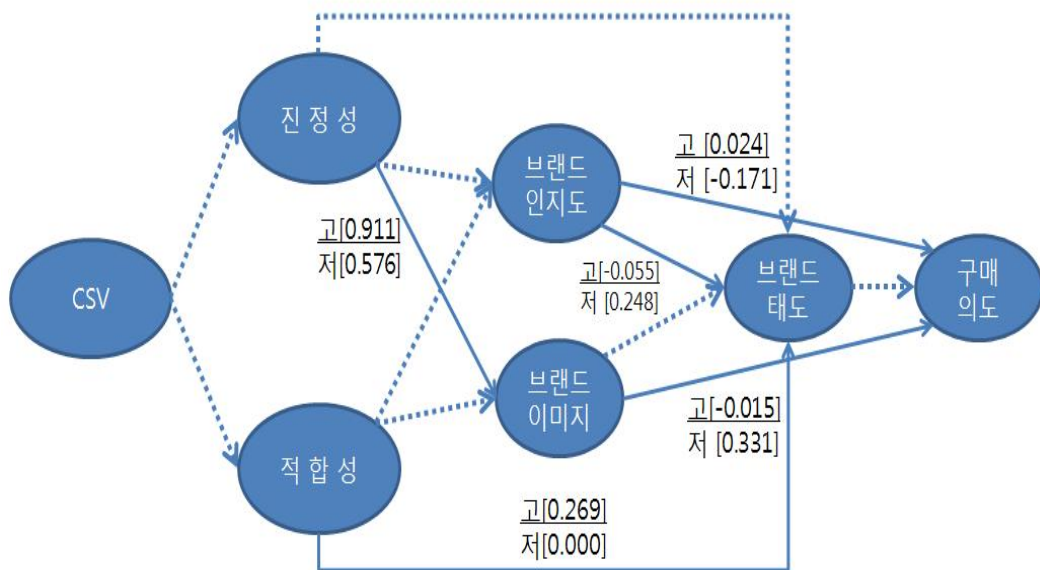 진 정 성
고 [0.024]
저 [-0.171]
브랜드
인지도
고[0.911]
저[0.576]
CSV
고[-0.055]
저 [0.248]
브랜드
태도
구매
의도
브랜드
이미지
고[-0.015]
저 [0.331]
적 합 성
고[0.269]
저[0.000]